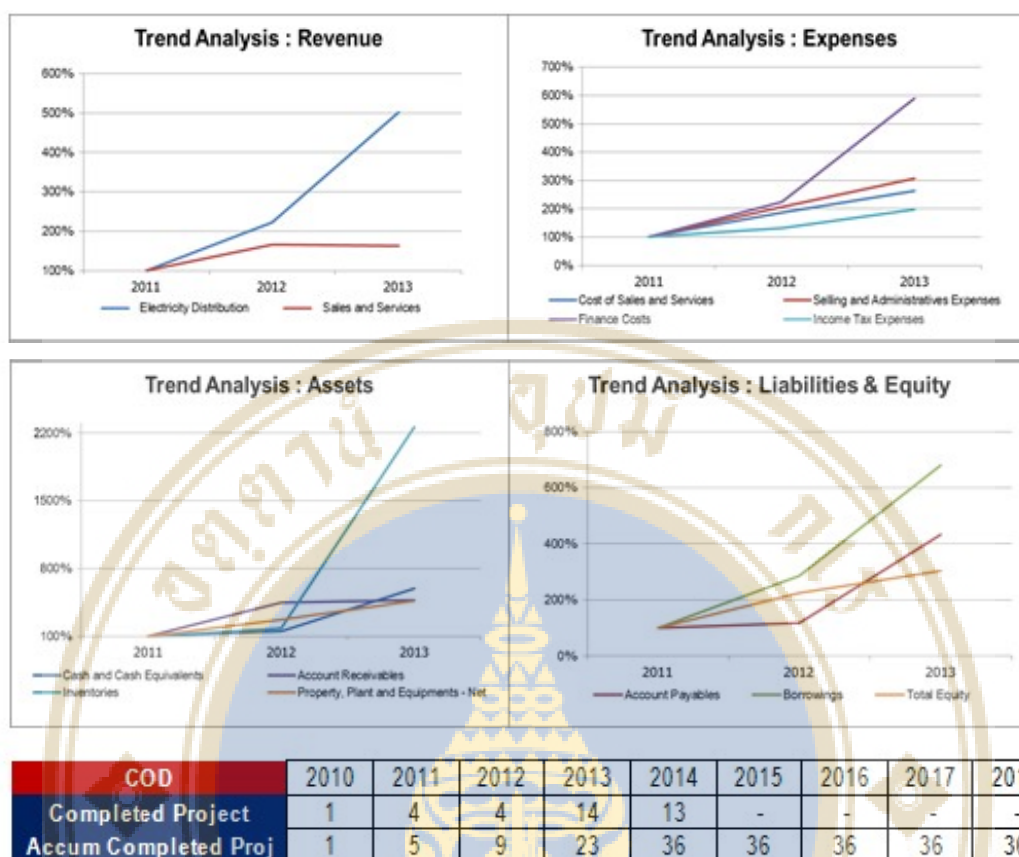 Trend Analysis : Revenue
600%
500%
400%
300%
200%
100%
2011 2012 2013
Electricity Distribution Sales and Services
Trend Analysis : Expenses
700%
600%
500%
400%
300%
200%
100%
0%
2011 2012 2013
Cost of Sales and Services Selling and Administratives Expenses
Finance Costs Income Tax Expenses
Trend Analysis : Assets
2200%
1500%
800%
100%
2011 2012 2013
Cash and Cash Equivalents Account Receivables
Inventories Property, Plant and Equipments - Net
Trend Analysis : Liabilities & Equity
800%
600%
400%
200%
0%
2011 2012 2013
Account Payables Borrowings Total Equity
COD 2010 2011 2012 2013 2014 2015 2016 2017
Completed Project 1 4 4 14 13 - - - -
Accum Completed Proj 1 5 9 23 36 36 36 36